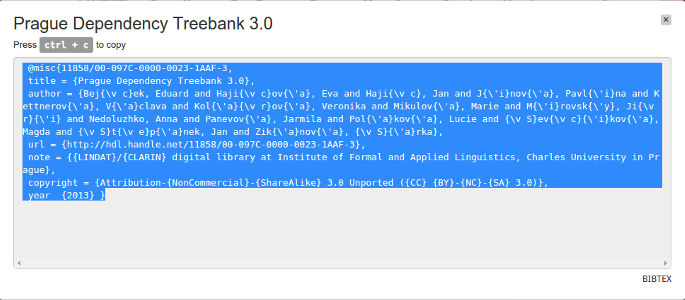 Prague Dependency Treebank 3.0
Press ctrl + c to copy
@misc{11858/00-097C-0000-0023-1AAF-3,
title = {Prague Dependency Treebank 3.0},
author = {Bej{\v c}ek, Eduard and Haji{\v c}ov{\'a}, Eva and Haji{\v c}, Jan and J{\'i}nov{\'a}, Pavl{\'i}na and K
ettnerov{\'a}, V{\'a}clava and Kol{\'a}{\v r}ov{\'a}, Veronika and Mikulov{\'a}, Marie and M{\'i}rovsk{\'y}, Ji{\v
r}{\'i} and Nedoluzhko, Anna and Panevov{\'a}, Jarmila and Pol{\'a}kov{\'a}, Lucie and {\v S}ev{\v c}{\'i}kov{\'a},
Magda and {\v S}t{\v e}p{\'a}nek, Jan and Zik{\'a}nov{\'a}, {\v S}{\'a}rka},
url = {http://hdl.handle.net/11858/00-097C-0000-0023-1AAF-3},
note = {{LINDAT}/{CLARIN} digital library at Institute of Formal and Applied Linguistics, Charles University in Pr
ague},
copyright = {Attribution-{NonCommercial}-{ShareAlike} 3.0 Unported ({CC} {BY}-{NC}-{SA} 3.0)},
year {2013} }
BIBTEX